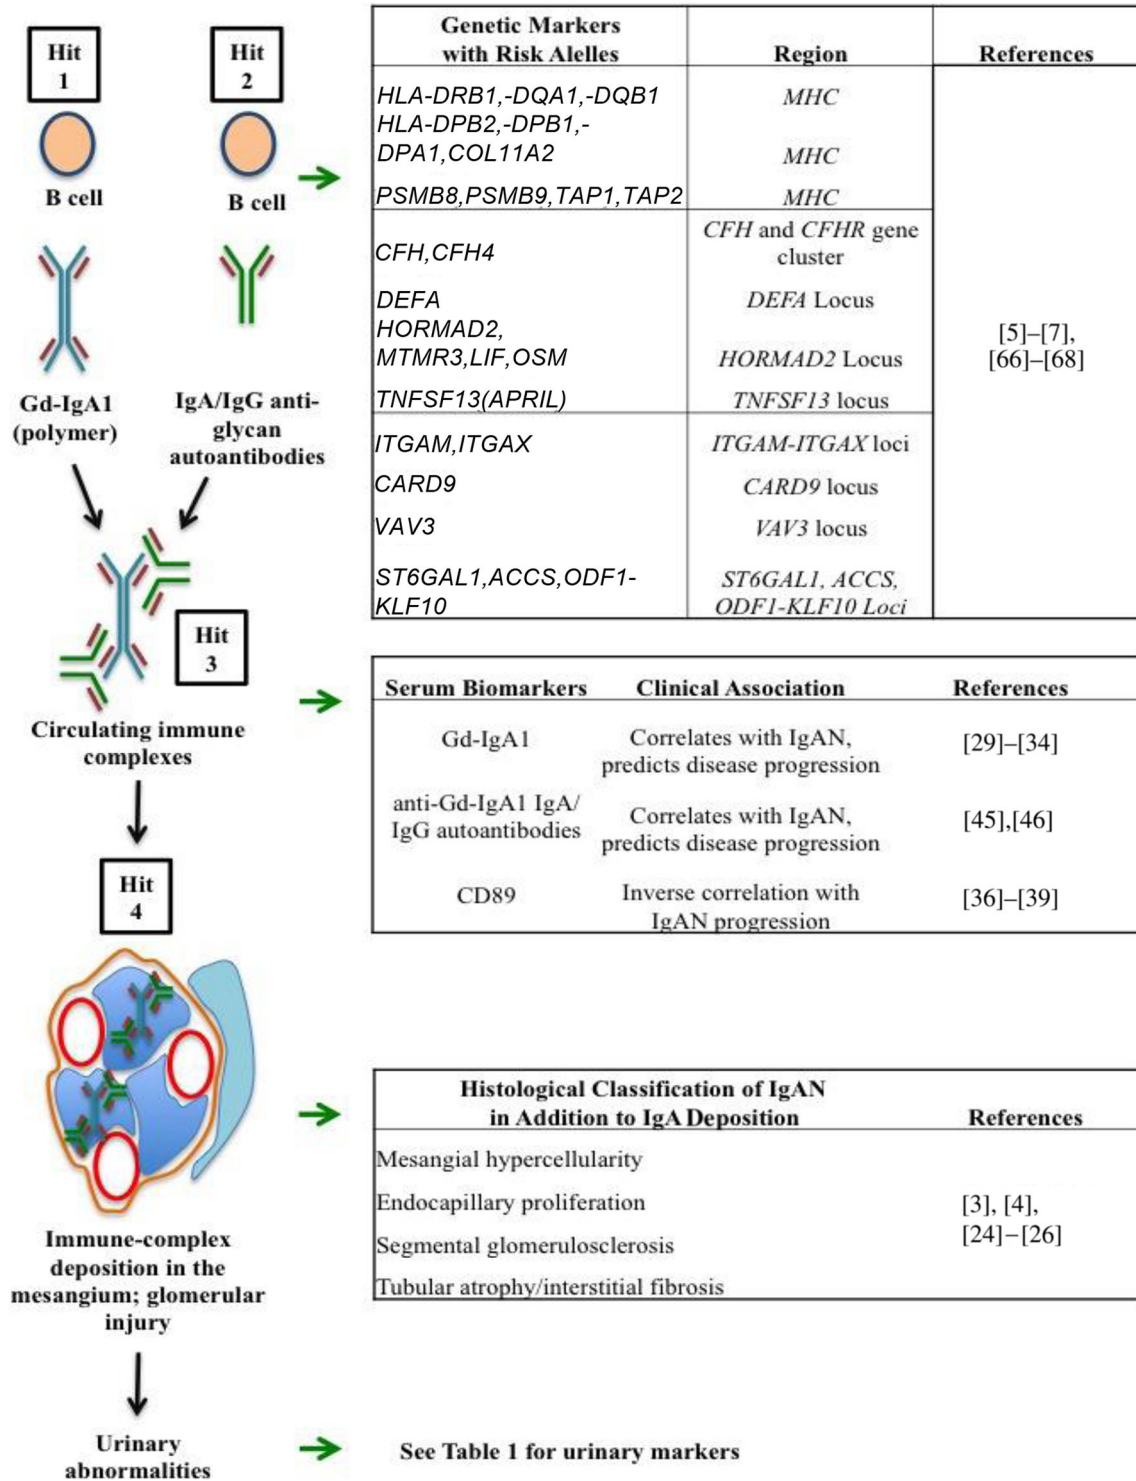 Hit
1
Hit
2
B cell
B cell
Gd-IgA1
(polymer)
IgA/IgG anti-
glycan
autoantibodies
Hit
3
Circulating immune
complexes
Hit
4
Immune-complex
deposition in the
mesangium; glomerular
injury
Urinary
abnormalities
Genetic Markers
with Risk Alelles
Region
References
HLA-DRB1,-DQA1,-DQB1
MHC
HLA-DPB2,-DPB1,-
DPA1,COL11A2
MHC
PSMB8,PSMB9,TAP1,TAP2
MHC
CFH,CFH4
CFH and CFHR gene
cluster
DEFA
DEFA Locus
HORMAD2,
MTMR3,LIF,OSM
HORMAD2 Locus
TNFSF13(APRIL)
TNFSF13 locus
[5]–[7],
[66]–[68]
ITGAM,ITGAX
ITGAM-ITGAX loci
CARD9
CARD9 locus
VAV3
VAV3 locus
ST6GAL1,ACCS,ODF1-
KLF10
ST6GAL1, ACCS,
ODF1-KLF10 Loci
Serum Biomarkers
Clinical Association
References
Gd-IgA1
Correlates with IgAN,
predicts disease progression
[29]–[34]
anti-Gd-IgA1 IgA/
IgG autoantibodies
Correlates with IgAN,
predicts disease progression
[45],[46]
CD89
Inverse correlation with
IgAN progression
[36]–[39]
Histological Classification of IgAN
in Addition to IgA Deposition
References
Mesangial hypercellularity
Endocapillary proliferation
Segmental glomerulosclerosis
Tubular atrophy/interstitial fibrosis
[3], [4],
[24]–[26]
See Table 1 for urinary markers